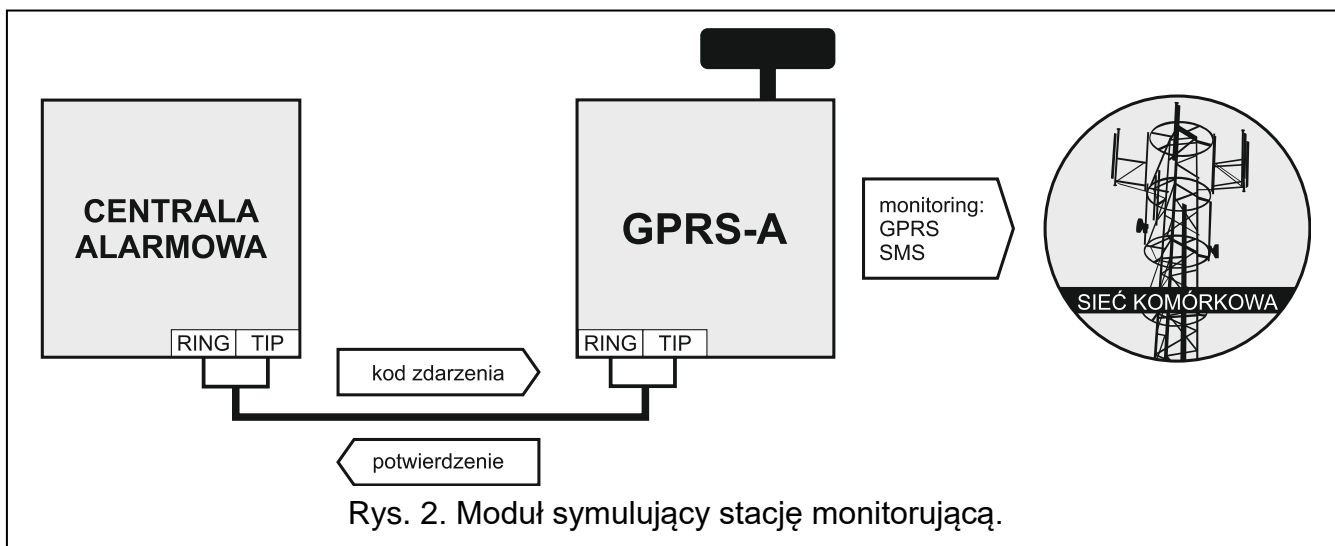 CENTRALA
ALARMOWA
RING TIP
GPRS-A
RING TIP
monitoring:
GPRS
SMS
SIEĆ KOMÓRKOWA
kod zdarzenia
potwierdzenie
Rys. 2. Moduł symulujący stację monitorującą.